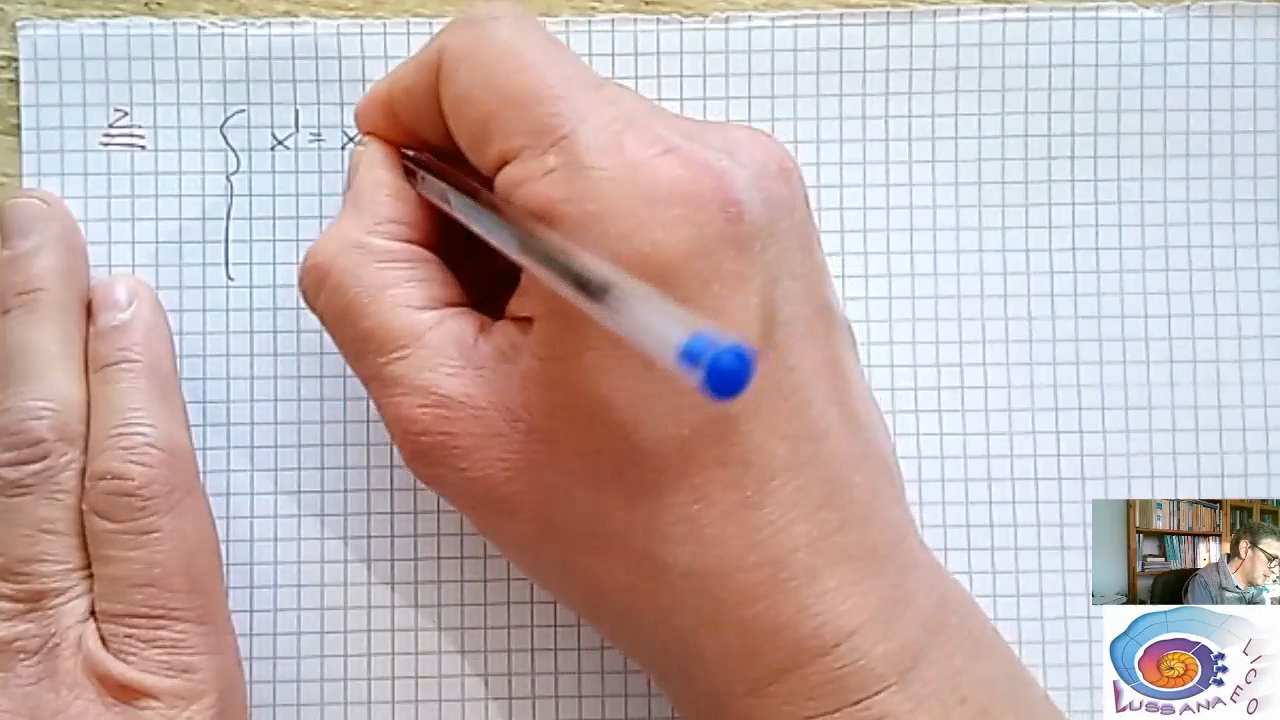 2 { x' = x
LICEO
LUSSANA